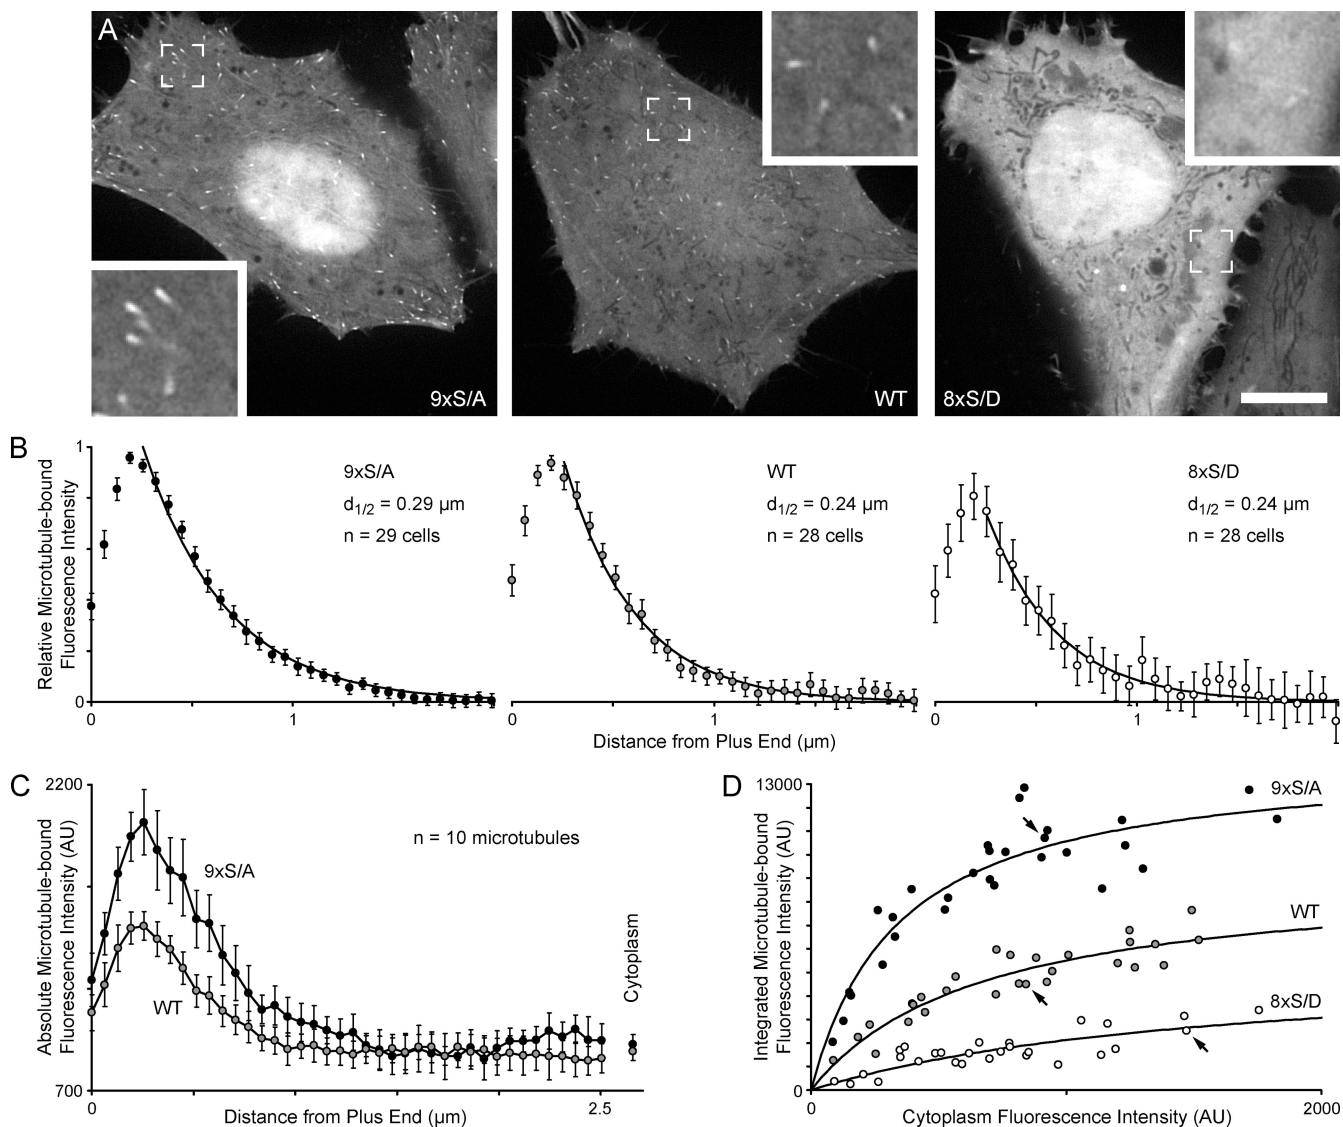 A
9xS/A
WT
8xS/D
B
Relative Microtubule-bound
Fluorescence Intensity
1
0
9xS/A
d1/2 = 0.29 µm
n = 29 cells
WT
d1/2 = 0.24 µm
n = 28 cells
8xS/D
d1/2 = 0.24 µm
n = 28 cells
0
1
0
1
0
1
Distance from Plus End (µm)
C
Absolute Microtubule-bound
Fluorescence Intensity (AU)
2200
700
n = 10 microtubules
9xS/A
WT
Cytoplasm
0
2.5
Distance from Plus End (µm)
D
Integrated Microtubule-bound
Fluorescence Intensity (AU)
13000
0
9xS/A
WT
8xS/D
0
2000
Cytoplasm Fluorescence Intensity (AU)